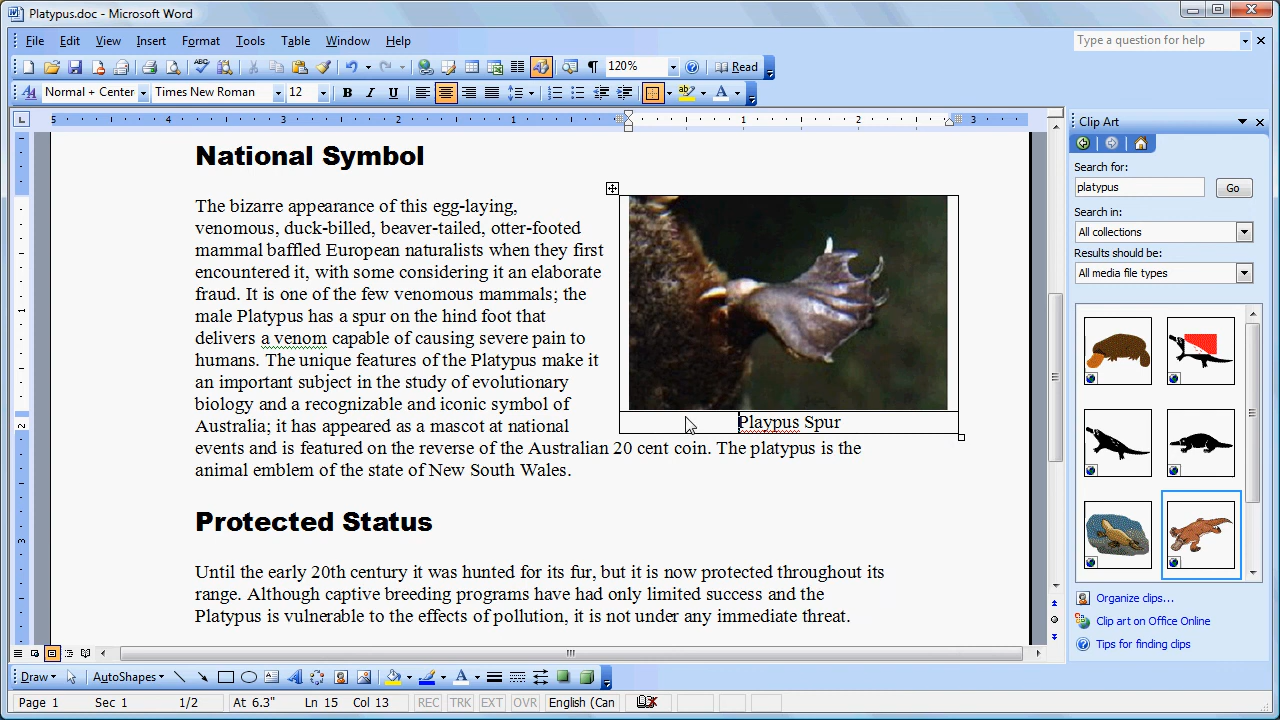 Platypus.doc - Microsoft Word
File Edit View Insert Format Tools Table Window Help
Type a question for help
120%
Read
Normal + Center Times New Roman 12 B I U
5 4 3 2 1 1 2 3
National Symbol
The bizarre appearance of this egg-laying,
venomous, duck-billed, beaver-tailed, otter-footed
mammal baffled European naturalists when they first
encountered it, with some considering it an elaborate
fraud. It is one of the few venomous mammals; the
male Platypus has a spur on the hind foot that
delivers a venom capable of causing severe pain to
humans. The unique features of the Platypus make it
an important subject in the study of evolutionary
biology and a recognizable and iconic symbol of
Australia; it has appeared as a mascot at national
events and is featured on the reverse of the Australian 20 cent coin. The platypus is the
animal emblem of the state of New South Wales.
Playpus Spur
Protected Status
Until the early 20th century it was hunted for its fur, but it is now protected throughout its
range. Although captive breeding programs have had only limited success and the
Platypus is vulnerable to the effects of pollution, it is not under any immediate threat.
Clip Art
Search for:
platypus
Go
Search in:
All collections
Results should be:
All media file types
Organize clips...
Clip art on Office Online
Tips for finding clips
Draw AutoShapes
Page 1 Sec 1 1/2 At 6.3" Ln 15 Col 13 REC TRK EXT OVR English (Can